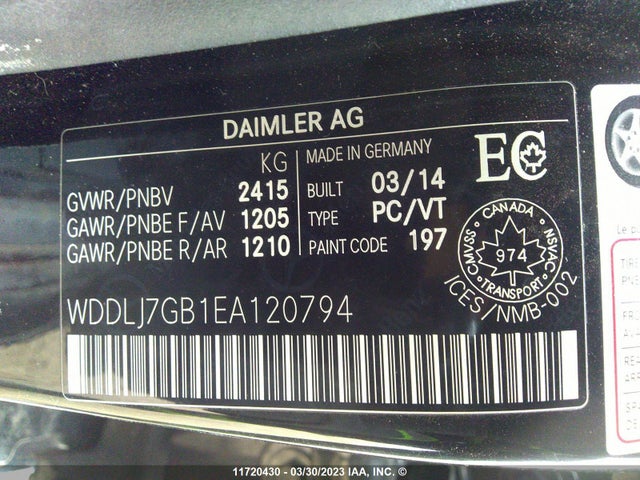 DAIMLER AG
KG
GVWR/PNBV 2415
GAWR/PNBE F/AV 1205
GAWR/PNBE R/AR 1210
MADE IN GERMANY
BUILT 03/14
TYPE PC/VT
PAINT CODE 197
EC
CANADA
CMVSS 974 NSVAC
TRANSPORT
ICES/NMB-002
WDDLJ7GB1EA120794
Le
TIRE
11720430 - 03/30/2023 IAA, INC. ©